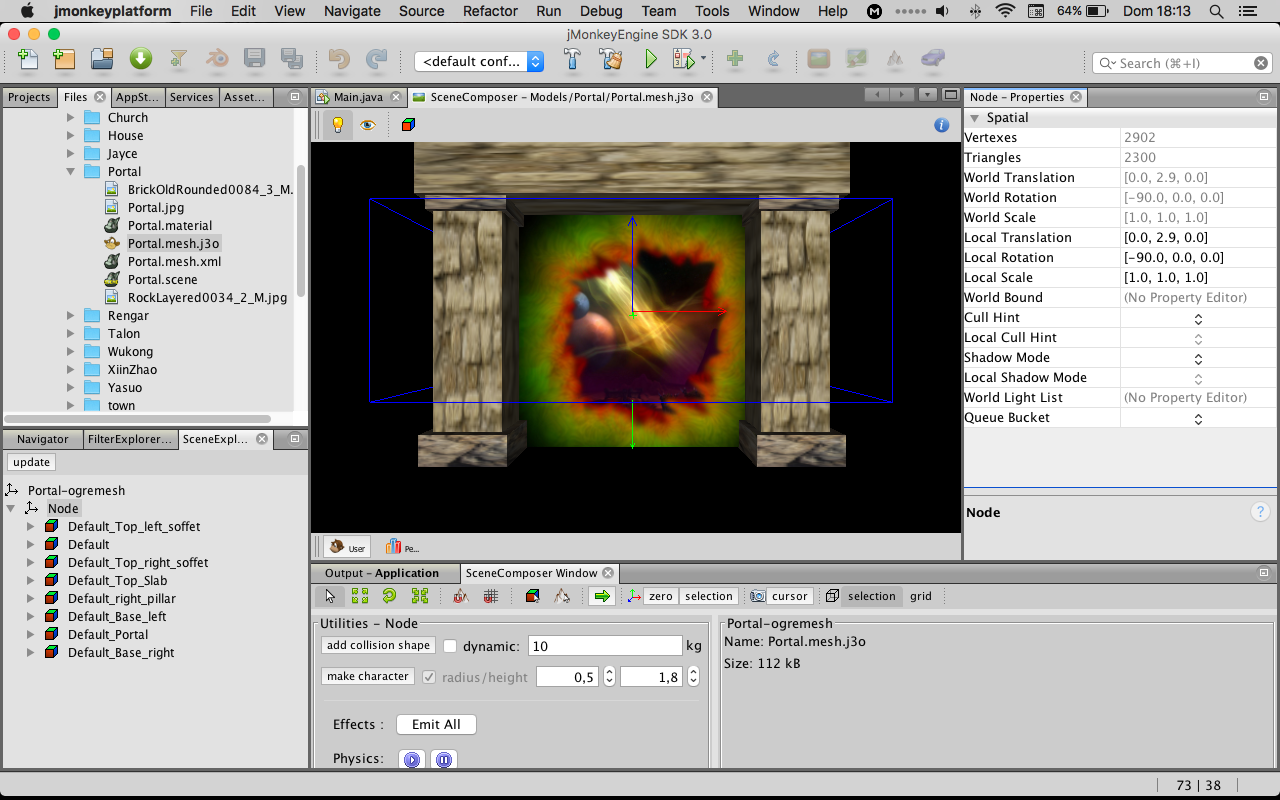 jmonkeyplatform File Edit View Navigate Source Refactor Run Debug Team Tools Window Help 64% Dom 18:13
jMonkeyEngine SDK 3.0
<default conf... Search (⌘+I)
Projects Files AppSt... Services Asset...
Church
House
Jayce
Portal
BrickOldRounded0084_3_M.
Portal.jpg
Portal.material
Portal.mesh.j3o
Portal.mesh.xml
Portal.scene
RockLayered0034_2_M.jpg
Rengar
Talon
Wukong
XiinZhao
Yasuo
town
Navigator FilterExplorer... SceneExpl...
update
Portal-ogremesh
Node
Default_Top_left_soffet
Default
Default_Top_right_soffet
Default_Top_Slab
Default_right_pillar
Default_Base_left
Default_Portal
Default_Base_right
Main.java SceneComposer - Models/Portal/Portal.mesh.j3o
User Pe...
Output - Application SceneComposer Window
zero selection cursor selection grid
Utilities - Node
add collision shape dynamic: 10 kg
make character radius/height 0,5 1,8
Effects : Emit All
Physics:
Portal-ogremesh
Name: Portal.mesh.j3o
Size: 112 kB
Node - Properties
Spatial
Vertexes 2902
Triangles 2300
World Translation [0.0, 2.9, 0.0]
World Rotation [-90.0, 0.0, 0.0]
World Scale [1.0, 1.0, 1.0]
Local Translation [0.0, 2.9, 0.0]
Local Rotation [-90.0, 0.0, 0.0]
Local Scale [1.0, 1.0, 1.0]
World Bound (No Property Editor)
Cull Hint
Local Cull Hint
Shadow Mode
Local Shadow Mode
World Light List (No Property Editor)
Queue Bucket
Node
73 | 38